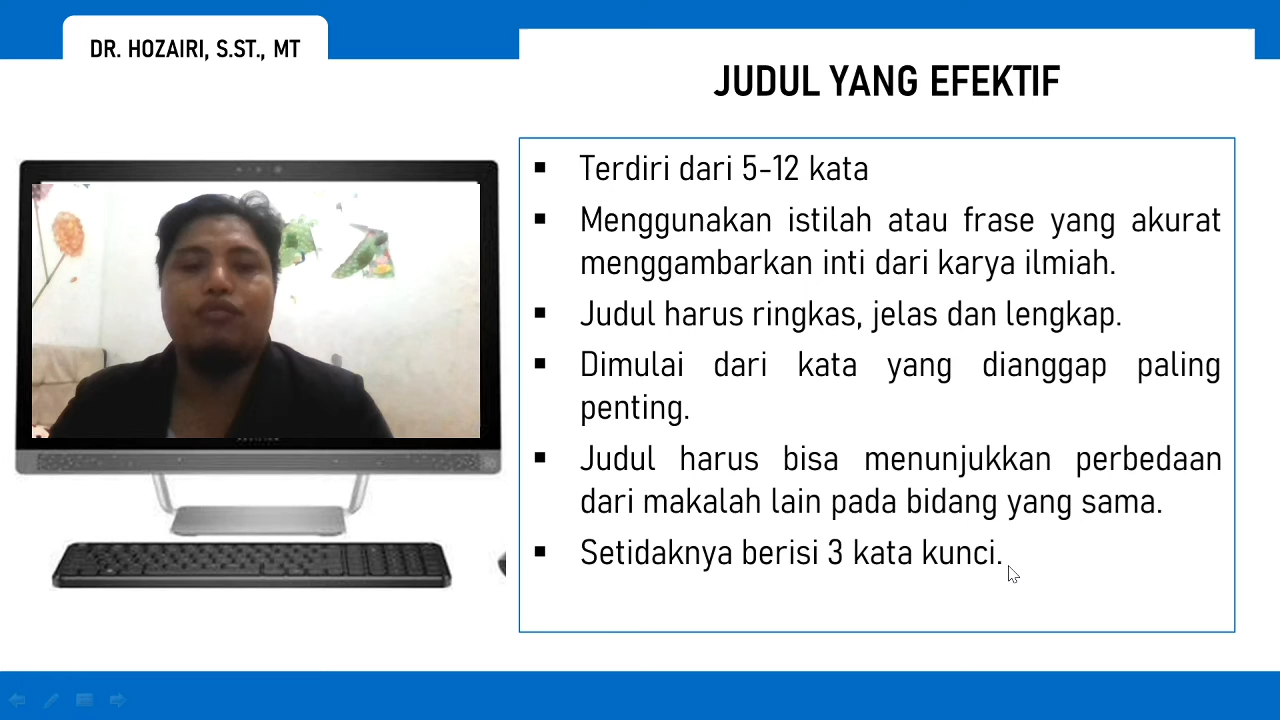 DR. HOZAIRI, S.ST., MT
JUDUL YANG EFEKTIF
▪ Terdiri dari 5-12 kata
▪ Menggunakan istilah atau frase yang akurat
menggambarkan inti dari karya ilmiah.
▪ Judul harus ringkas, jelas dan lengkap.
▪ Dimulai dari kata yang dianggap paling
penting.
▪ Judul harus bisa menunjukkan perbedaan
dari makalah lain pada bidang yang sama.
▪ Setidaknya berisi 3 kata kunci.